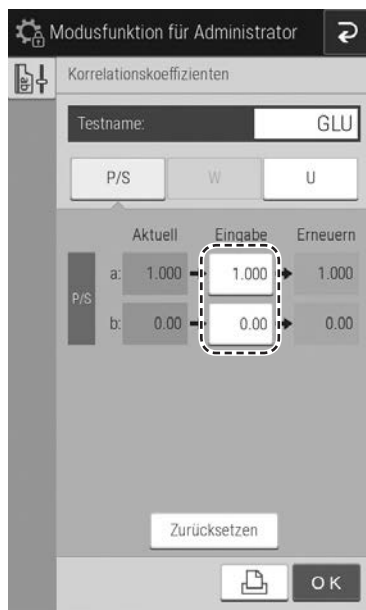 Modusfunktion für Administrator
Korrelationskoeffizienten
Testname: GLU
P/S W U
Aktuell Eingabe Erneuern
a: 1.000 1.000 1.000
P/S
b: 0.00 0.00 0.00
Zurücksetzen
OK